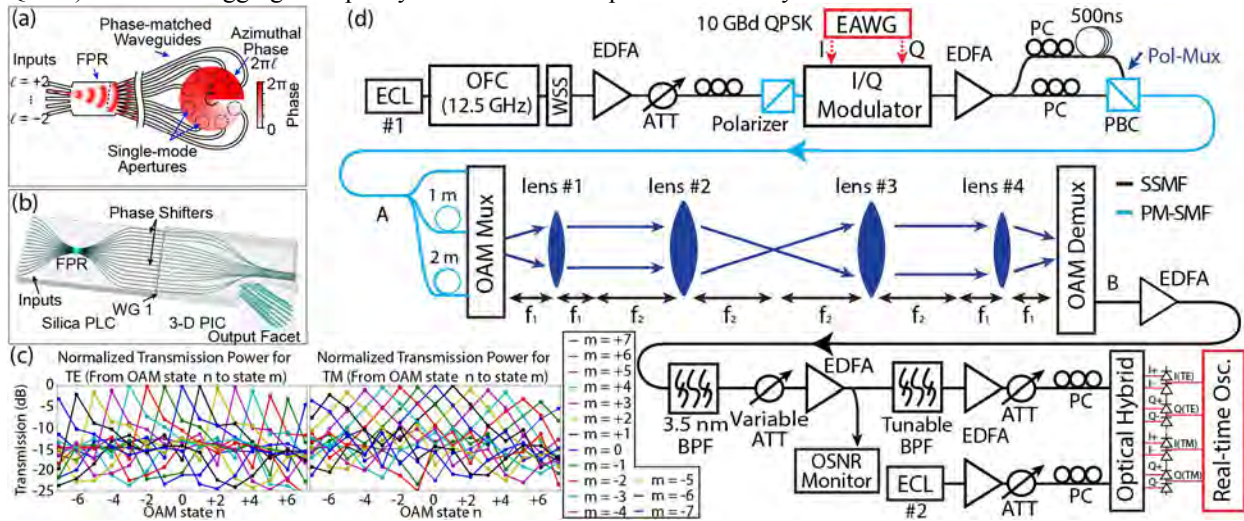 (a)
Phase-matched
Waveguides
Azimuthal
Phase
2πℓ
Inputs
FPR
ℓ = +2
ℓ = −2
2π
0
Phase
Single-mode
Apertures
(b)
Phase Shifters
FPR
Inputs
WG 1
Silica PLC
3-D PIC
Output Facet
(c)
Normalized Transmission Power for
TE (From OAM state n to state m)
Normalized Transmission Power for
TM (From OAM state n to state m)
Transmission (dB)
0
-5
-10
-15
-20
-25
-6 -4 -2 0 +2 +4 +6
OAM state n
-6 -4 -2 0 +2 +4 +6
OAM state n
m = +7
m = +6
m = +5
m = +4
m = +3
m = +2
m = +1
m = 0
m = -1
m = -2
m = -3
m = -4
m = -5
m = -6
m = -7
(d)
10 GBd QPSK
EAWG
I
Q
EDFA
EDFA
PC
500ns
Pol-Mux
ECL
#1
OFC
(12.5 GHz)
WSS
ATT
Polarizer
I/Q
Modulator
PC
PBC
A
1 m
2 m
OAM Mux
lens #1
lens #2
lens #3
lens #4
f₁ f₁ f₂ f₂ f₂ f₂ f₁ f₁
OAM Demux
SSMF
PM-SMF
B
EDFA
3.5 nm
BPF
Variable
ATT
EDFA
OSNR
Monitor
Tunable
BPF
EDFA
ATT
PC
ECL
#2
ATT
PC
Optical Hybrid
I+
I-
I(TE)
Q+
Q-
Q(TE)
I+
I-
I(TM)
Q+
Q-
Q(TM)
Real-time Osc.